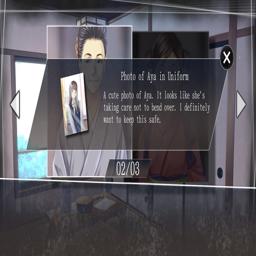 Photo of Aya in Uniform
A cute photo of Aya. It looks like she's
taking care not to bend over. I definitely
want to keep this safe.
02/03